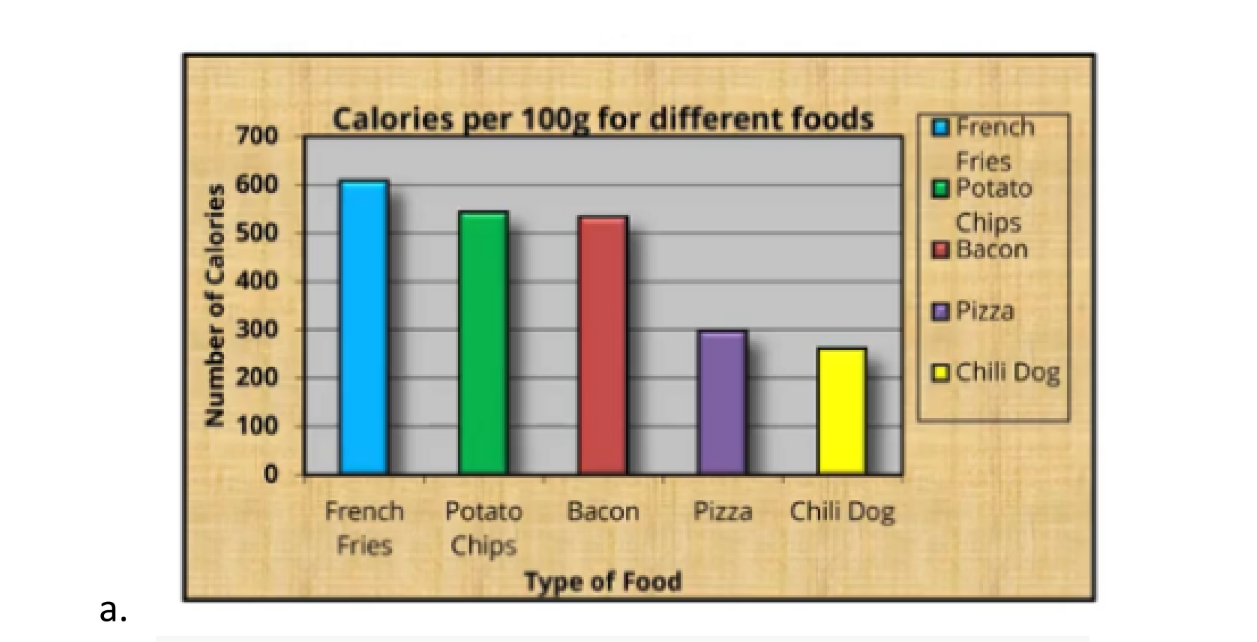 Calories per 100g for different foods
Number of Calories
700
600
500
400
300
200
100
0
French
Fries
Potato
Chips
Bacon
Pizza
Chili Dog
Type of Food
French
Fries
Potato
Chips
Bacon
Pizza
Chili Dog
a.